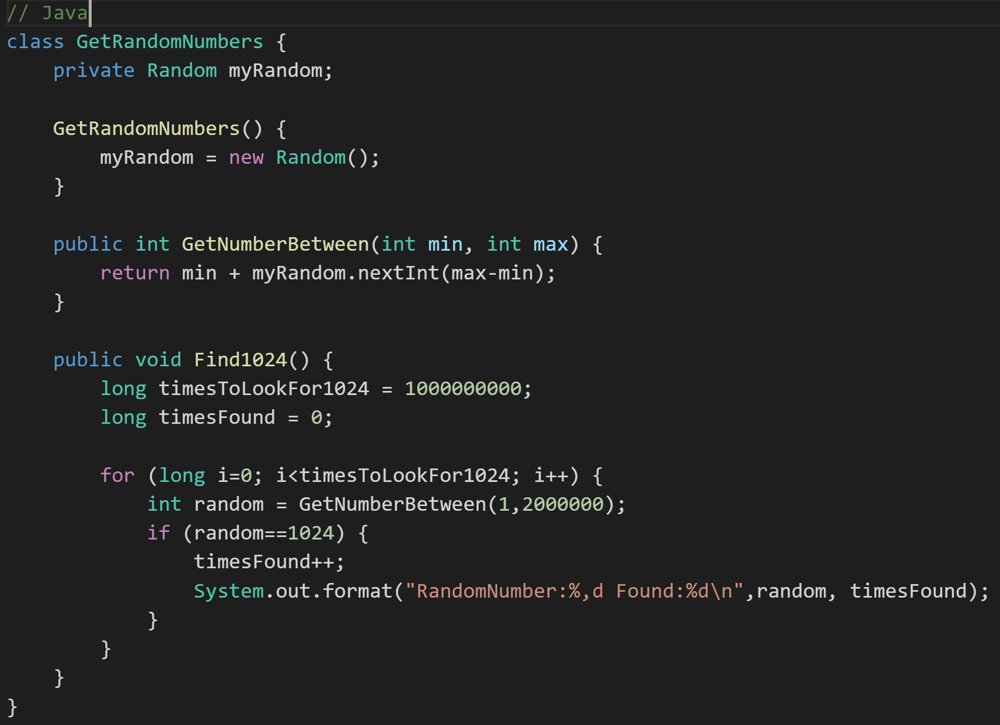 // Java
class GetRandomNumbers {
    private Random myRandom;

    GetRandomNumbers() {
        myRandom = new Random();
    }

    public int GetNumberBetween(int min, int max) {
        return min + myRandom.nextInt(max-min);
    }

    public void Find1024() {
        long timesToLookFor1024 = 1000000000;
        long timesFound = 0;

        for (long i=0; i<timesToLookFor1024; i++) {
            int random = GetNumberBetween(1,2000000);
            if (random==1024) {
                timesFound++;
                System.out.format("RandomNumber:%,d Found:%d\n",random, timesFound);
            }
        }
    }
}